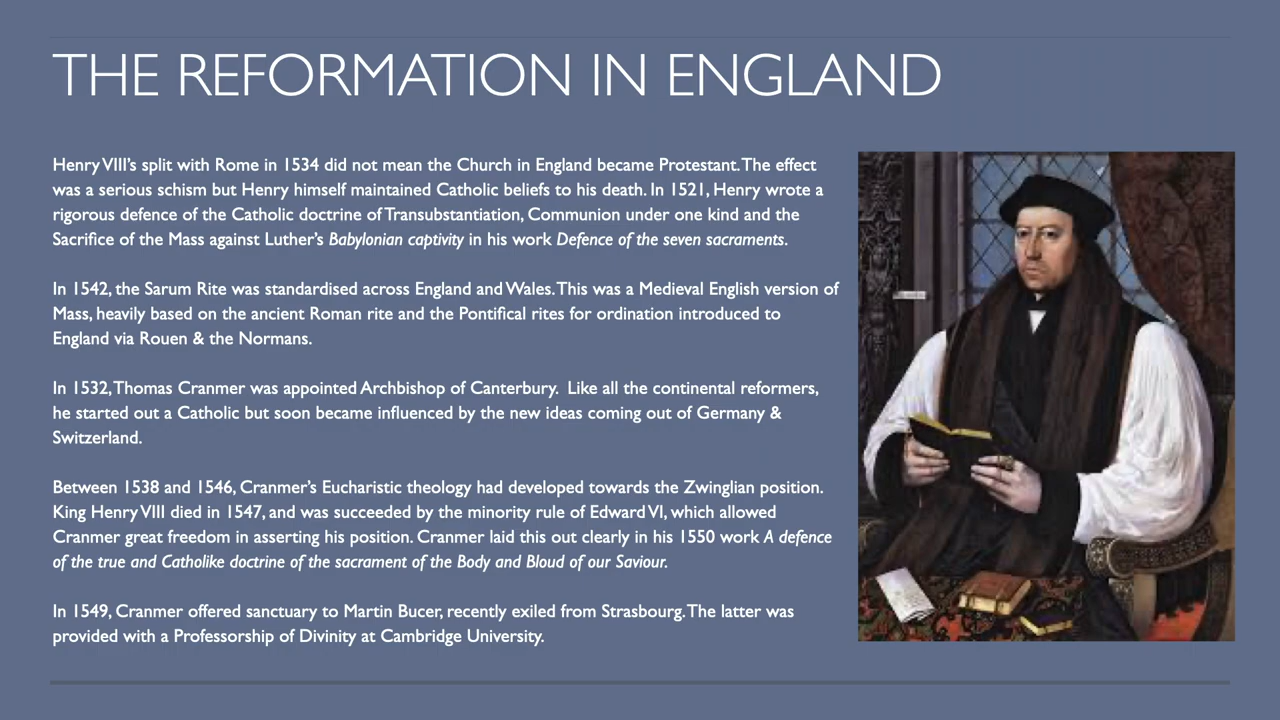 THE REFORMATION IN ENGLAND
Henry VIII's split with Rome in 1534 did not mean the Church in England became Protestant. The effect
was a serious schism but Henry himself maintained Catholic beliefs to his death. In 1521, Henry wrote a
rigorous defence of the Catholic doctrine of Transubstantiation, Communion under one kind and the
Sacrifice of the Mass against Luther's Babylonian captivity in his work Defence of the seven sacraments.
In 1542, the Sarum Rite was standardised across England and Wales. This was a Medieval English version of
Mass, heavily based on the ancient Roman rite and the Pontifical rites for ordination introduced to
England via Rouen & the Normans.
In 1532, Thomas Cranmer was appointed Archbishop of Canterbury. Like all the continental reformers,
he started out a Catholic but soon became influenced by the new ideas coming out of Germany &
Switzerland.
Between 1538 and 1546, Cranmer's Eucharistic theology had developed towards the Zwinglian position.
King Henry VIII died in 1547, and was succeeded by the minority rule of Edward VI, which allowed
Cranmer great freedom in asserting his position. Cranmer laid this out clearly in his 1550 work A defence
of the true and Catholike doctrine of the sacrament of the Body and Bloud of our Saviour.
In 1549, Cranmer offered sanctuary to Martin Bucer, recently exiled from Strasbourg. The latter was
provided with a Professorship of Divinity at Cambridge University.